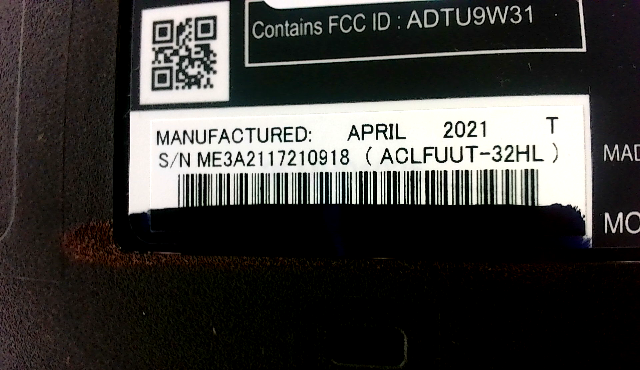 Contains FCC ID : ADTU9W31
MANUFACTURED: APRIL 2021 T
S/N ME3A2117210918 ( ACLFUUT-32HL )